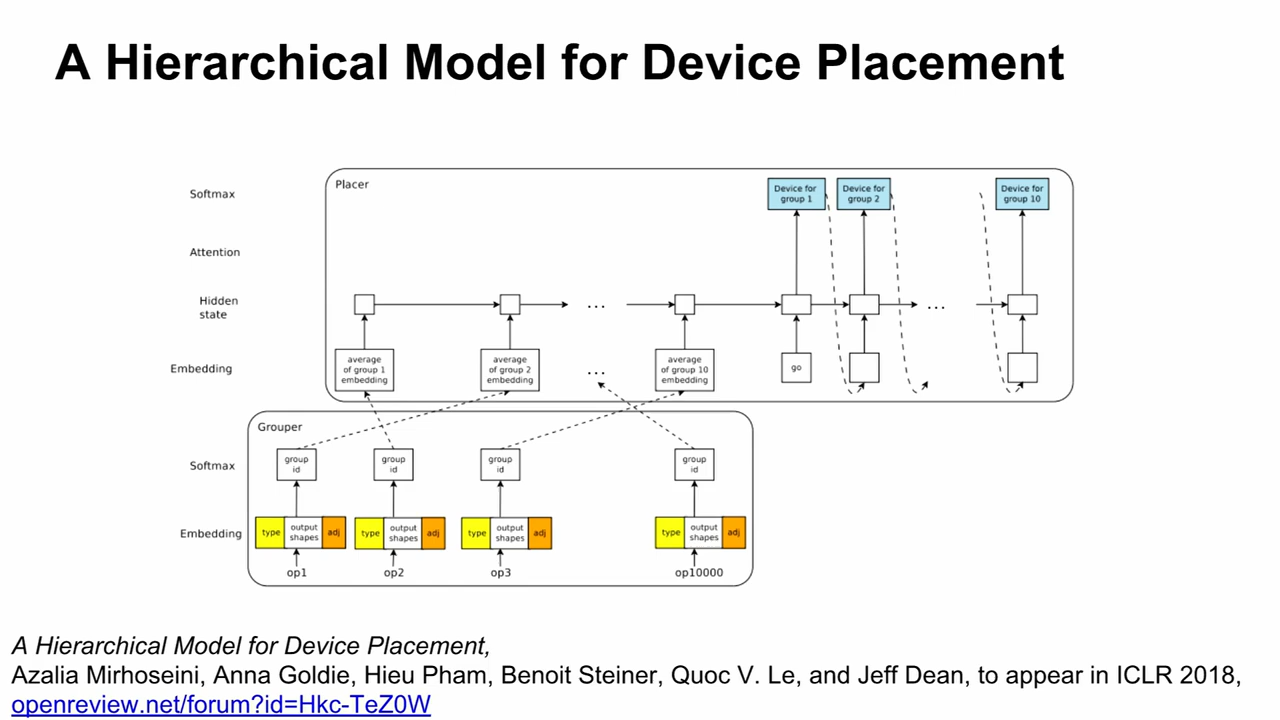 A Hierarchical Model for Device Placement
Placer
Softmax
Device for
group 1
Device for
group 2
Device for
group 10
Attention
Hidden
state
...
...
Embedding
average
of group 1
embedding
average
of group 2
embedding
...
average
of group 10
embedding
go
Grouper
Softmax
group
id
group
id
group
id
group
id
Embedding
type
output
shapes
adj
type
output
shapes
adj
type
output
shapes
adj
type
output
shapes
adj
op1
op2
op3
op10000
A Hierarchical Model for Device Placement,
Azalia Mirhoseini, Anna Goldie, Hieu Pham, Benoit Steiner, Quoc V. Le, and Jeff Dean, to appear in ICLR 2018,
openreview.net/forum?id=Hkc-TeZ0W